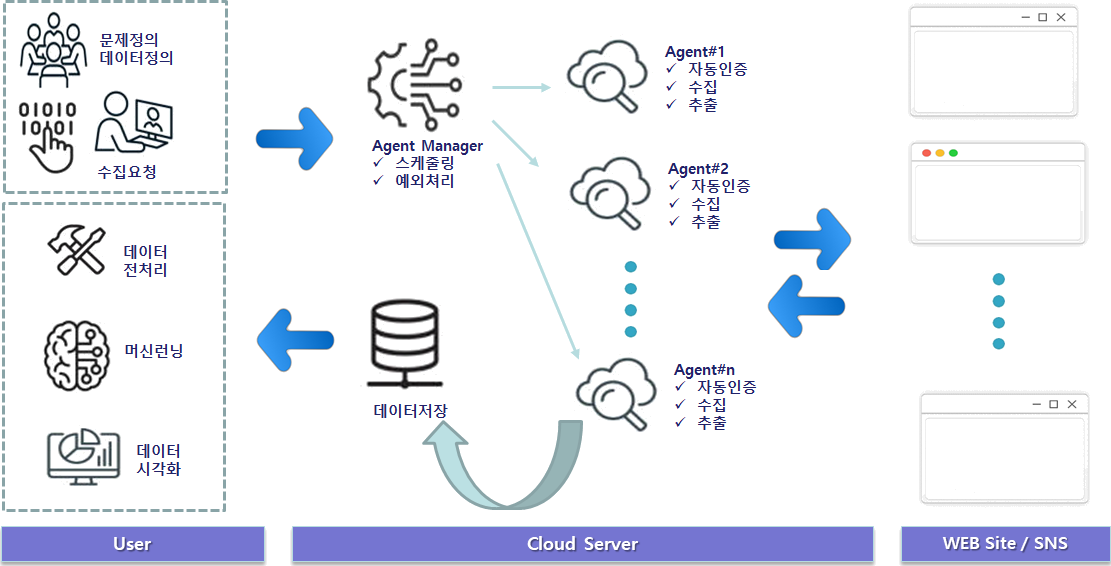 문제정의
데이터정의
01010
10101
수집요청
데이터
전처리
머신런닝
데이터
시각화
Agent Manager
✓ 스케줄링
✓ 예외처리
데이터저장
Agent#1
✓ 자동인증
✓ 수집
✓ 추출
Agent#2
✓ 자동인증
✓ 수집
✓ 추출
Agent#n
✓ 자동인증
✓ 수집
✓ 추출
User
Cloud Server
WEB Site / SNS